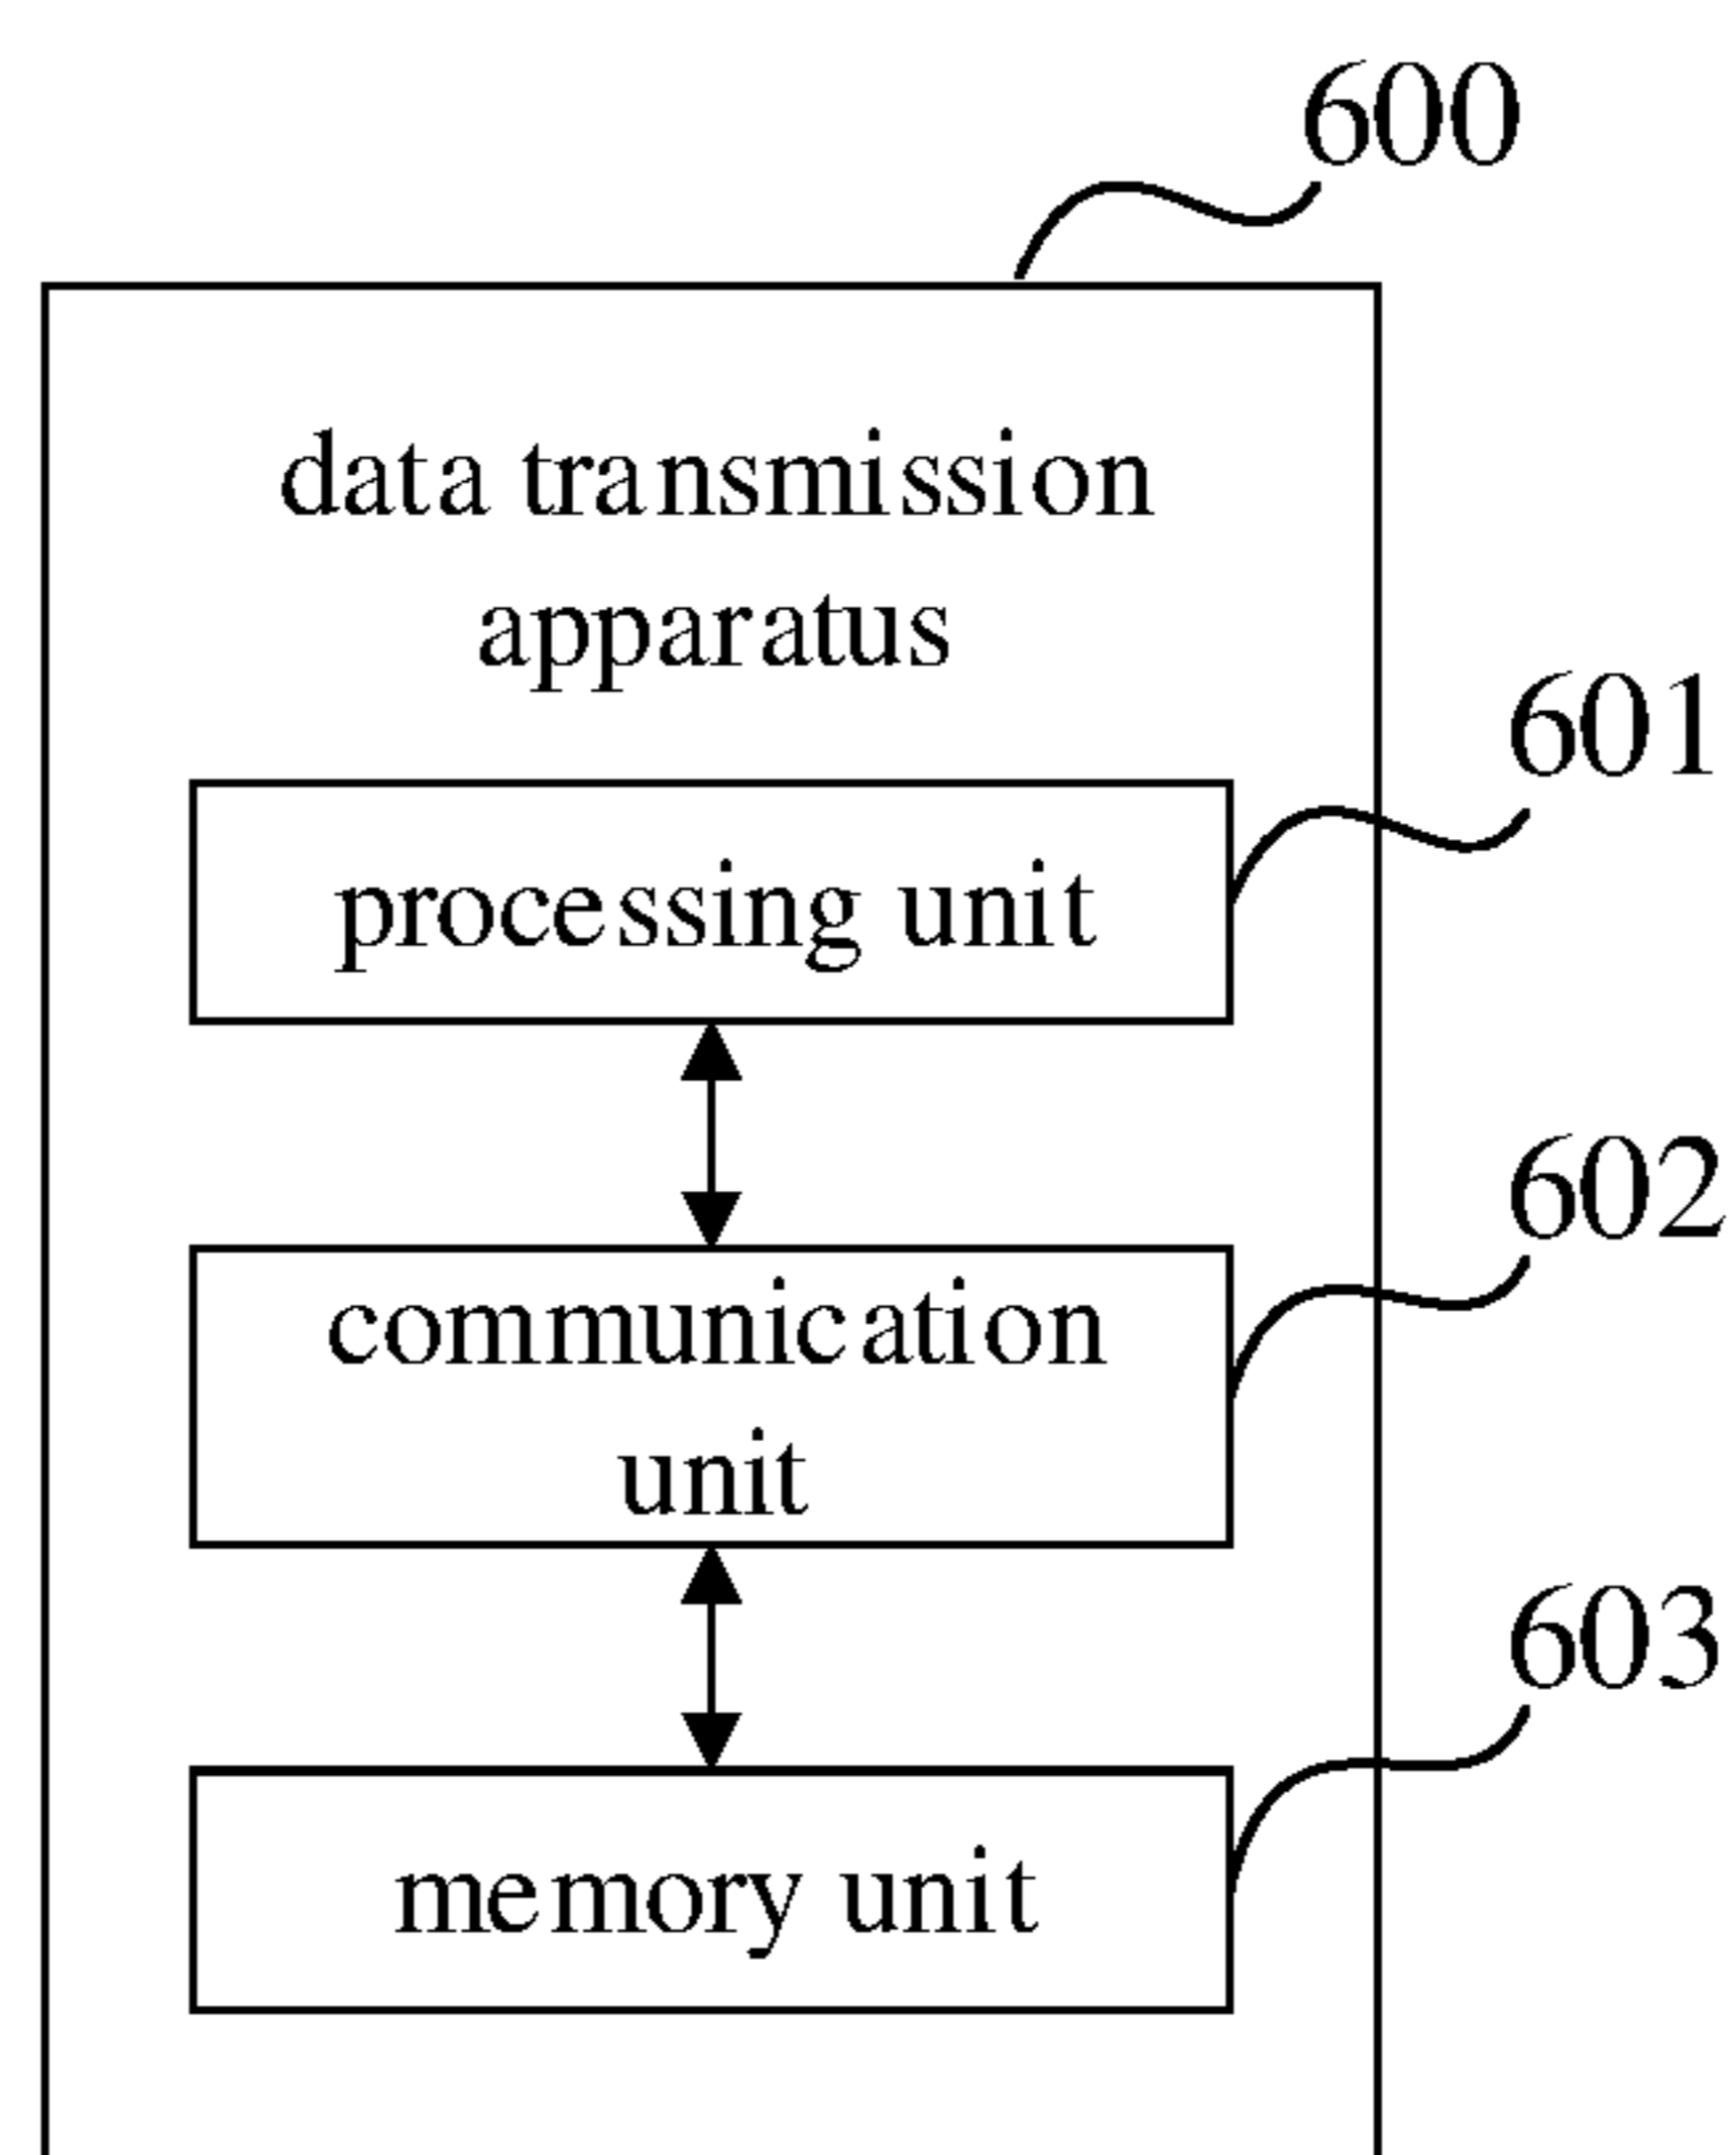 600
data transmission
apparatus
601
processing unit
602
communication
unit
603
memory unit